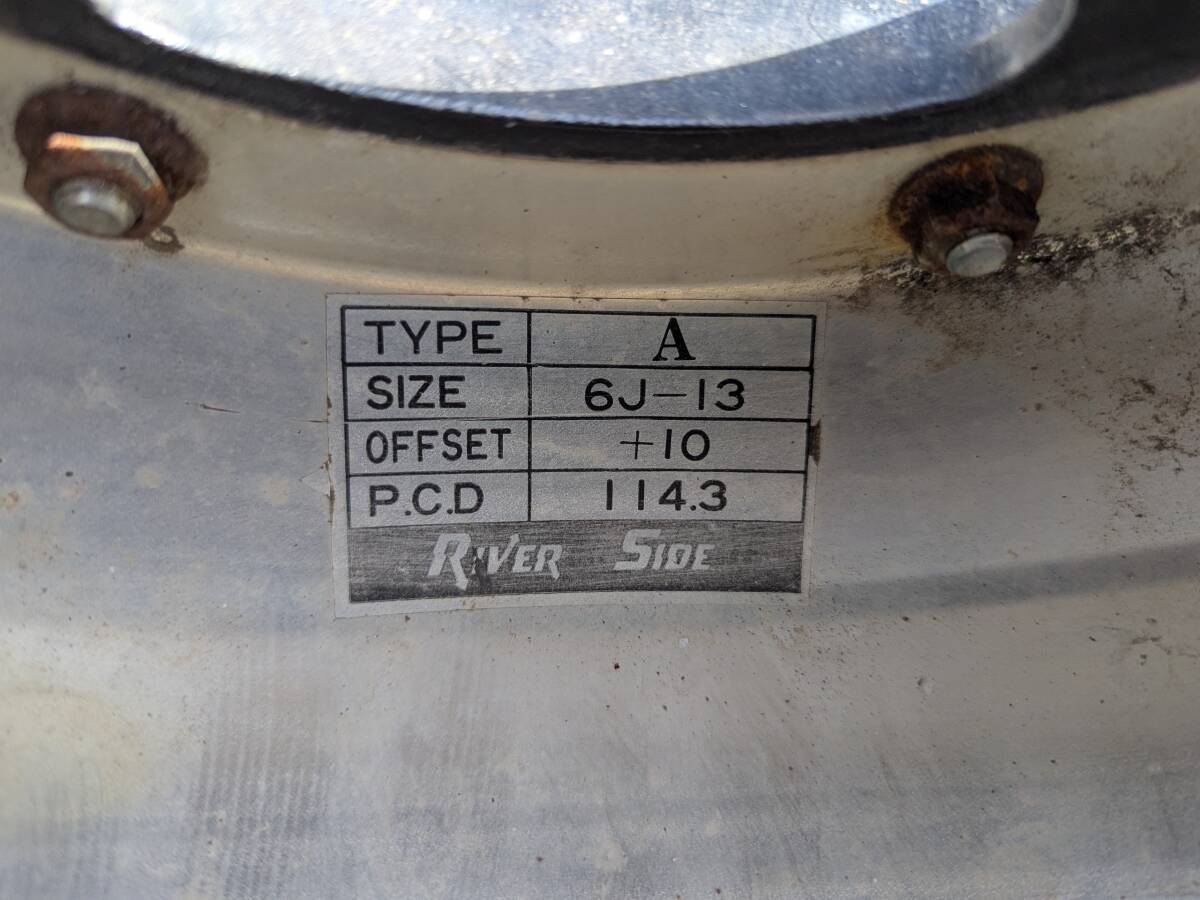 TYPE A
SIZE 6J-13
OFFSET +10
P.C.D 114.3
RIVER SIDE